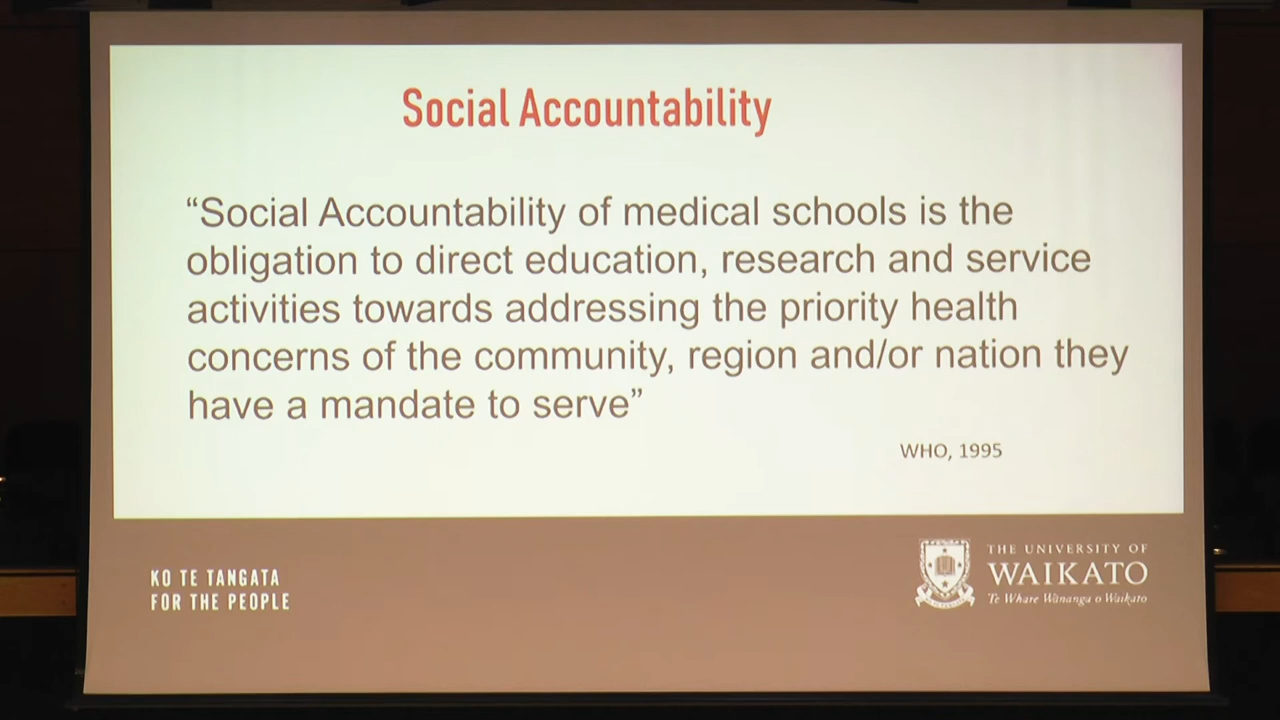 Social Accountability
“Social Accountability of medical schools is the
obligation to direct education, research and service
activities towards addressing the priority health
concerns of the community, region and/or nation they
have a mandate to serve”
WHO, 1995
KO TE TANGATA
FOR THE PEOPLE
THE UNIVERSITY OF
WAIKATO
Te Whare Wānanga o Waikato